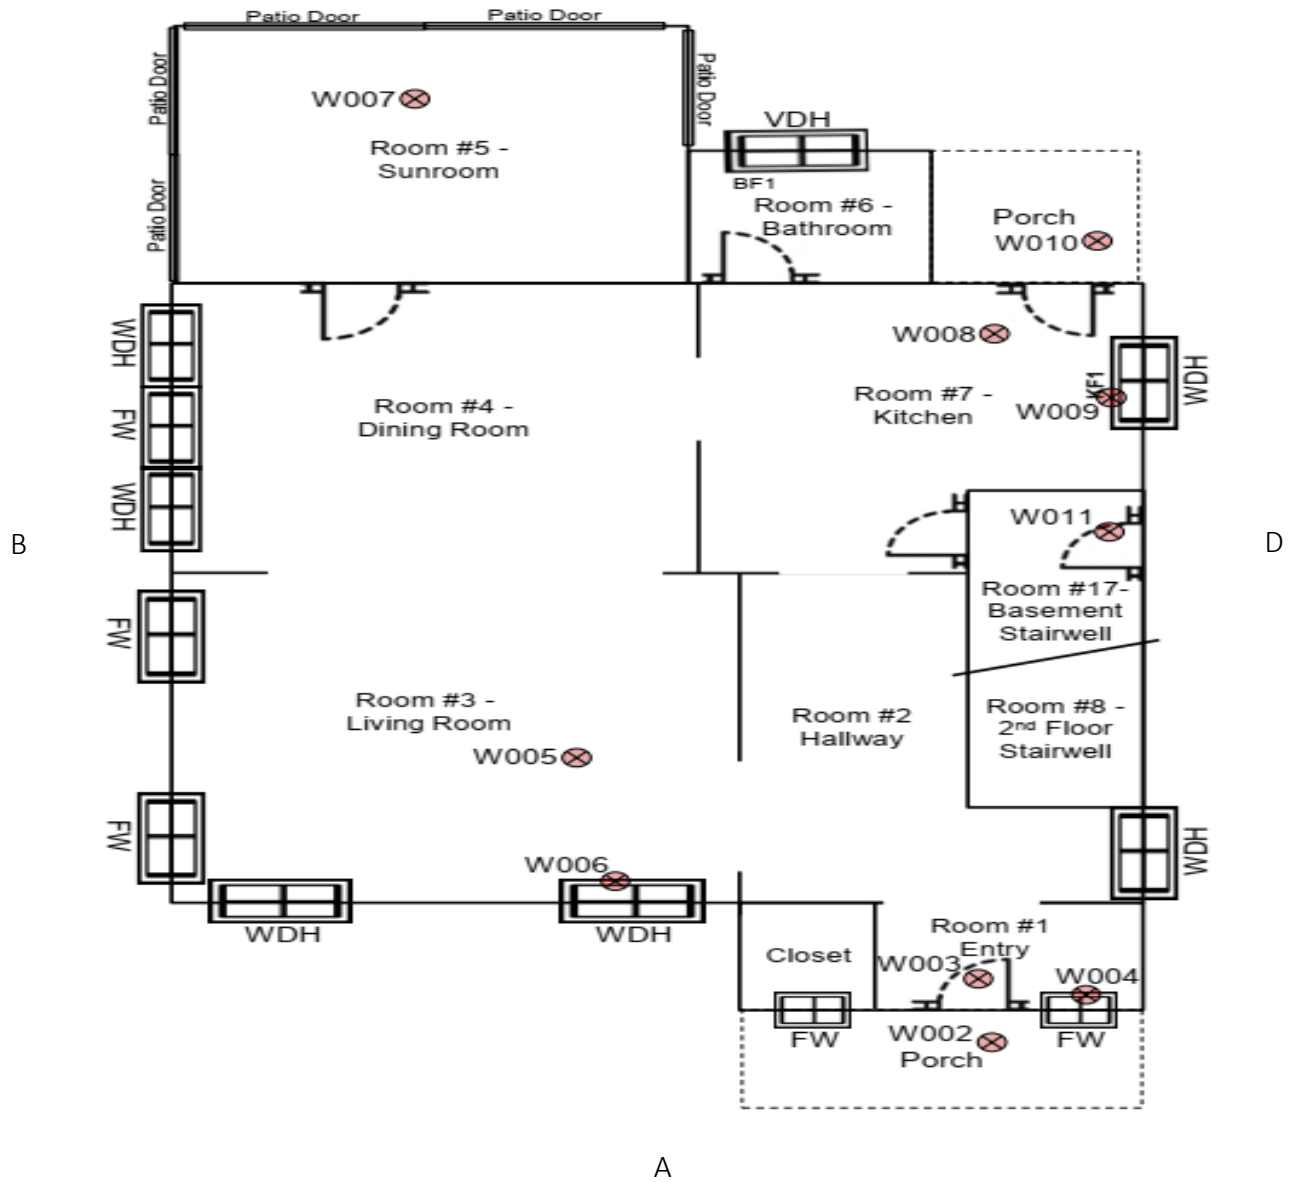 Patio Door
Patio Door
Patio Door
Patio Door
Patio Door
W007
Room #5 -
Sunroom
VDH
BF1
Room #6 -
Bathroom
Porch
W010
WDH
FW
WDH
W008
Room #4 -
Dining Room
Room #7 -
Kitchen
KF1
W009
WDH
B
D
W011
Room #17-
Basement
Stairwell
FW
Room #3 -
Living Room
W005
Room #2
Hallway
Room #8 -
2nd Floor
Stairwell
FW
WDH
W006
WDH
WDH
Closet
Room #1
Entry
W003
W004
FW
W002
Porch
FW
A